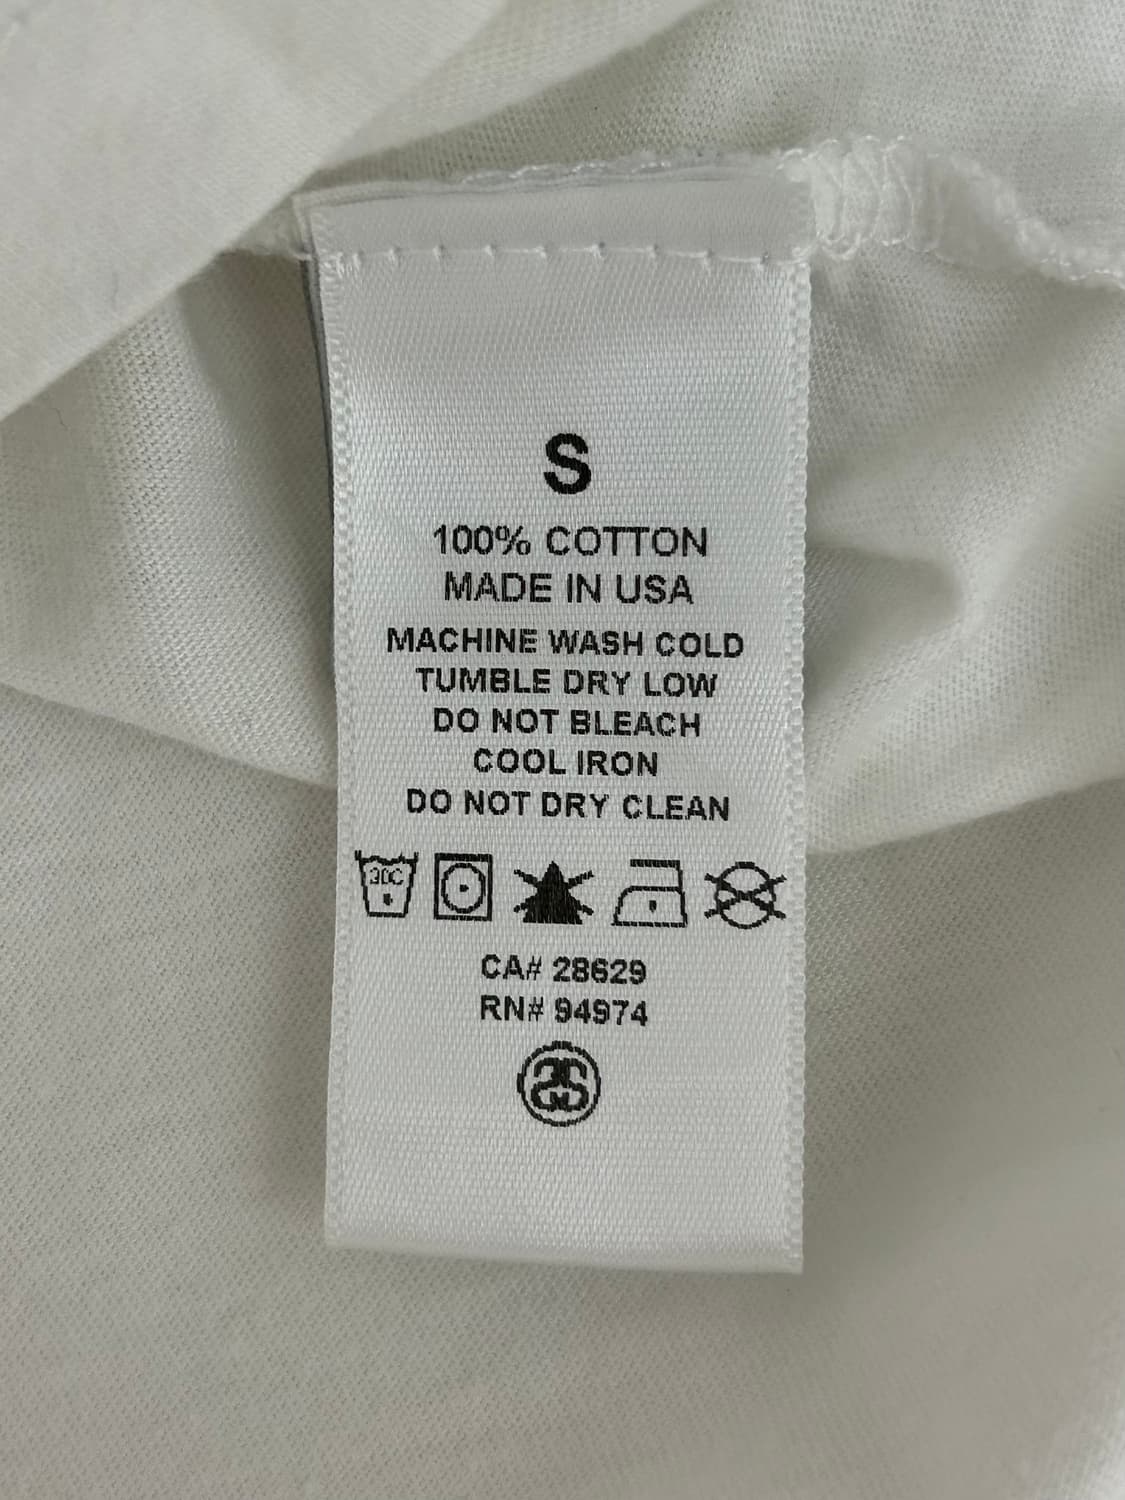 S
100% COTTON
MADE IN USA
MACHINE WASH COLD
TUMBLE DRY LOW
DO NOT BLEACH
COOL IRON
DO NOT DRY CLEAN
30C
CA# 28629
RN# 94974